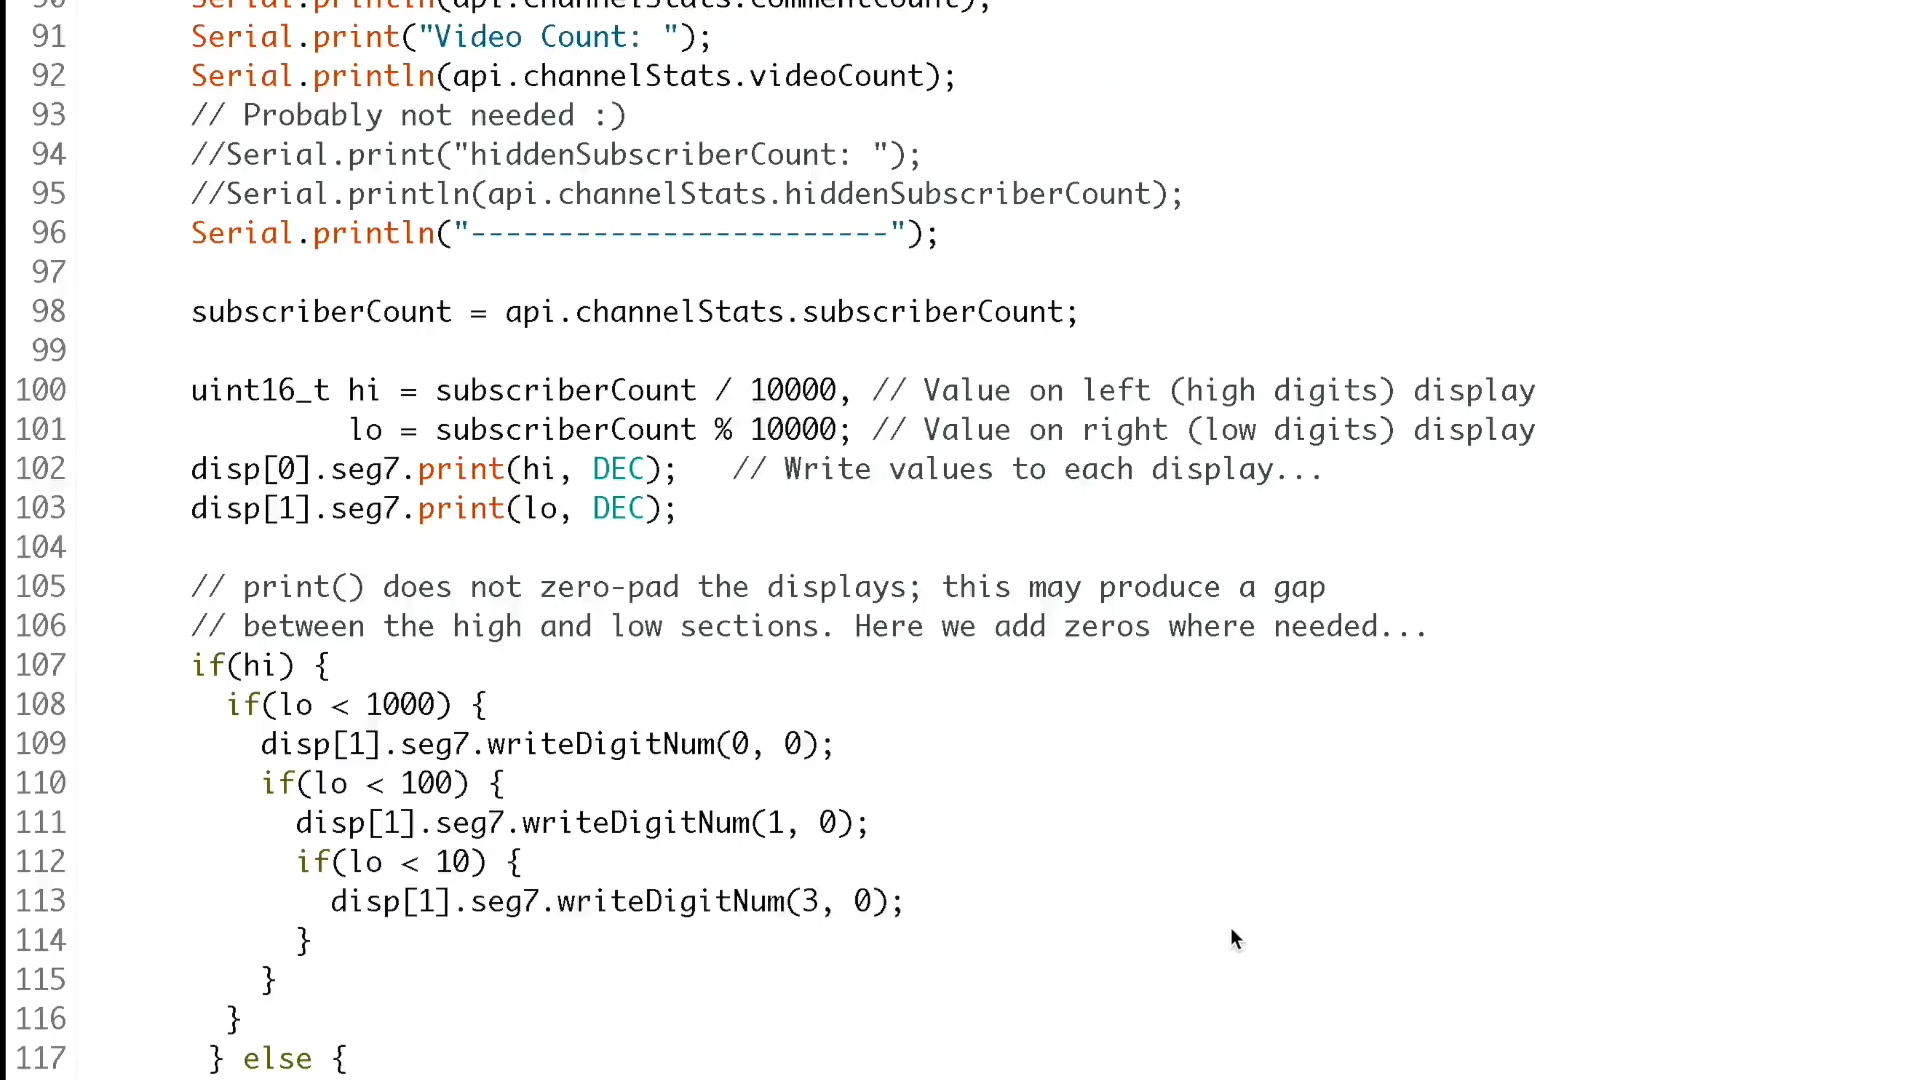 90 Serial.println(api.channelStats.commentCount);
91 Serial.print("Video Count: ");
92 Serial.println(api.channelStats.videoCount);
93 // Probably not needed :)
94 //Serial.print("hiddenSubscriberCount: ");
95 //Serial.println(api.channelStats.hiddenSubscriberCount);
96 Serial.println("------------------------");
97
98 subscriberCount = api.channelStats.subscriberCount;
99
100 uint16_t hi = subscriberCount / 10000, // Value on left (high digits) display
101 lo = subscriberCount % 10000; // Value on right (low digits) display
102 disp[0].seg7.print(hi, DEC);   // Write values to each display...
103 disp[1].seg7.print(lo, DEC);
104
105 // print() does not zero-pad the displays; this may produce a gap
106 // between the high and low sections. Here we add zeros where needed...
107 if(hi) {
108 if(lo < 1000) {
109 disp[1].seg7.writeDigitNum(0, 0);
110 if(lo < 100) {
111 disp[1].seg7.writeDigitNum(1, 0);
112 if(lo < 10) {
113 disp[1].seg7.writeDigitNum(3, 0);
114 }
115 }
116 }
117 } else {